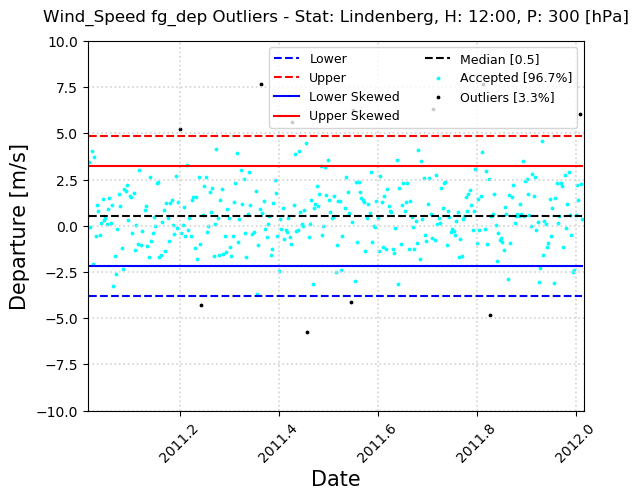 Wind_Speed fg_dep Outliers - Stat: Lindenberg, H: 12:00, P: 300 [hPa]
Lower
Upper
Lower Skewed
Upper Skewed
Median [0.5]
Accepted [96.7%]
Outliers [3.3%]
10.0
7.5
5.0
2.5
0.0
−2.5
−5.0
−7.5
−10.0
Departure [m/s]
2011.2
2011.4
2011.6
2011.8
2012.0
Date